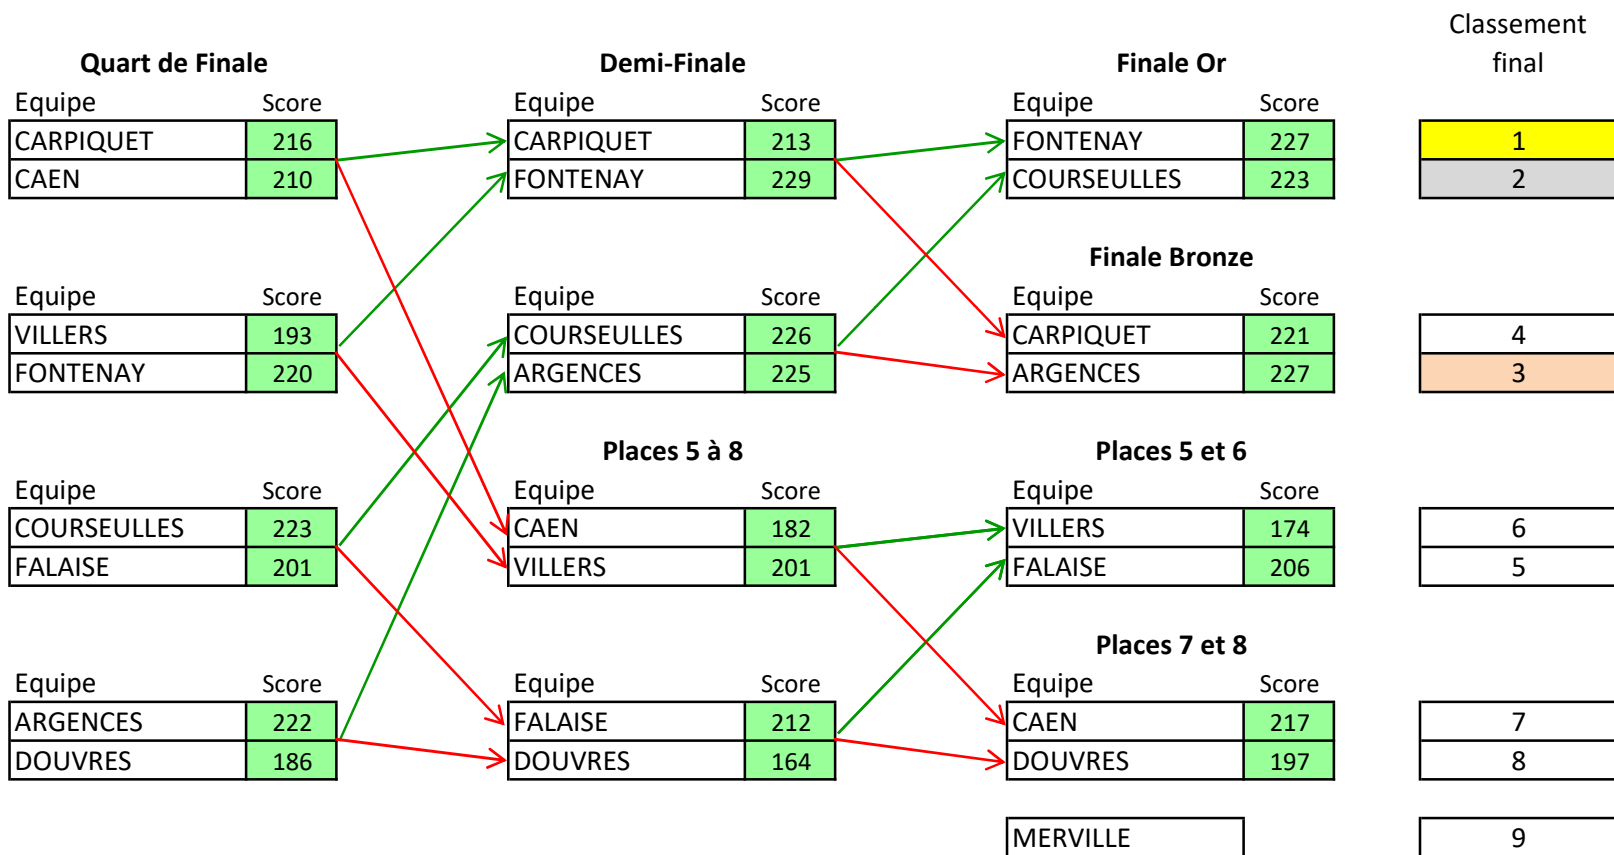 Classement
Quart de Finale Demi-Finale Finale Or final
Equipe Score Equipe Score Equipe Score
CARPIQUET 216 CARPIQUET 213 FONTENAY 227 1
CAEN 210 FONTENAY 229 COURSEULLES 223 2
Finale Bronze
Equipe Score Equipe Score Equipe Score
VILLERS 193 COURSEULLES 226 CARPIQUET 221 4
FONTENAY 220 ARGENCES 225 ARGENCES 227 3
Places 5 à 8 Places 5 et 6
Equipe Score Equipe Score Equipe Score
COURSEULLES 223 CAEN 182 VILLERS 174 6
FALAISE 201 VILLERS 201 FALAISE 206 5
Places 7 et 8
Equipe Score Equipe Score Equipe Score
ARGENCES 222 FALAISE 212 CAEN 217 7
DOUVRES 186 DOUVRES 164 DOUVRES 197 8
MERVILLE 9